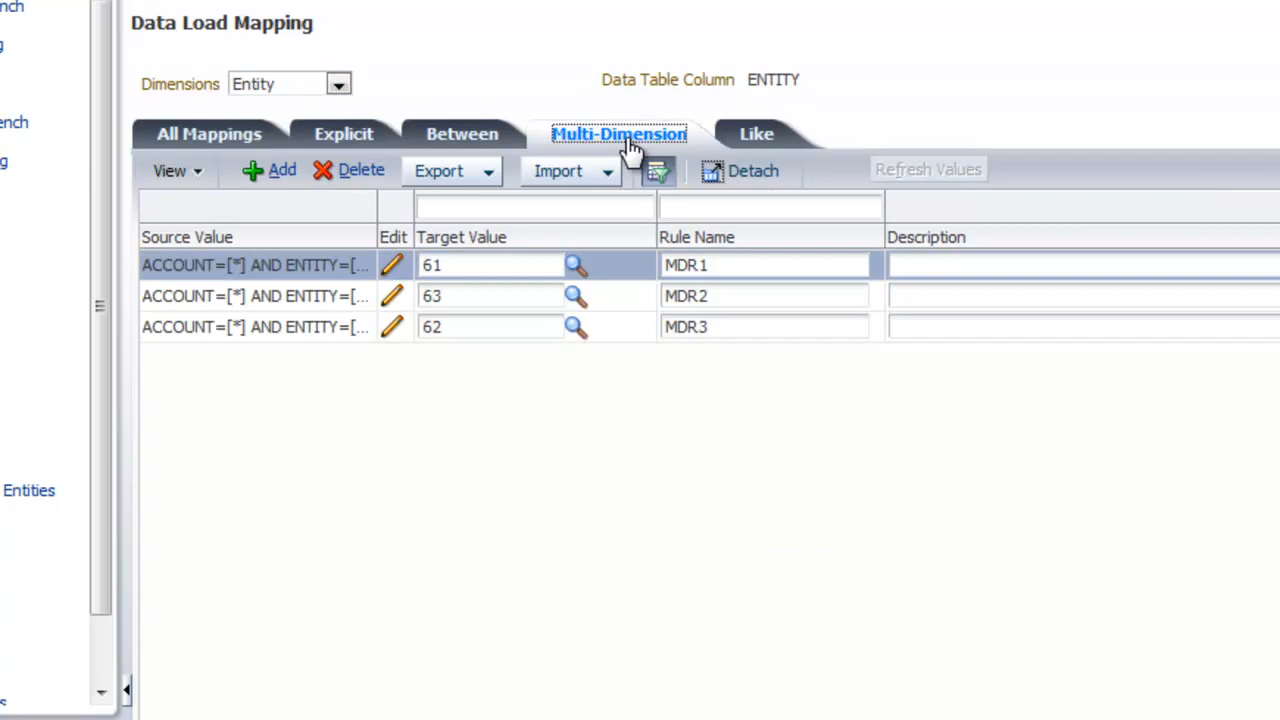 nch
Data Load Mapping
g
Dimensions Entity Data Table Column ENTITY
ench
All Mappings Explicit Between Multi-Dimension Like
g
View Add Delete Export Import Detach Refresh Values
Source Value Edit Target Value Rule Name Description
ACCOUNT=[*] AND ENTITY=[... 61 MDR1
ACCOUNT=[*] AND ENTITY=[... 63 MDR2
ACCOUNT=[*] AND ENTITY=[... 62 MDR3
Entities
s